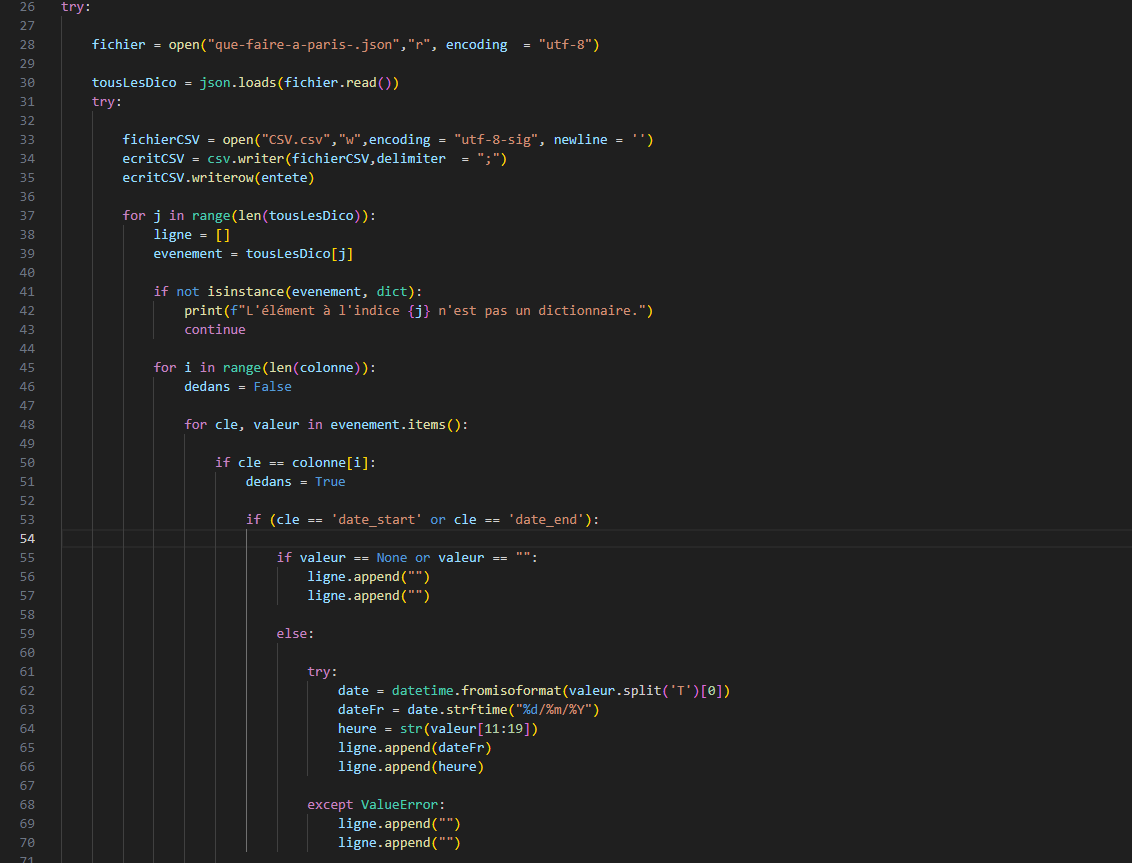 26 try:
27
28 fichier = open("que-faire-a-paris-.json","r", encoding  = "utf-8")
29
30 tousLesDico = json.loads(fichier.read())
31 try:
32
33 fichierCSV = open("CSV.csv","w",encoding = "utf-8-sig", newline = '')
34 ecritCSV = csv.writer(fichierCSV,delimiter  = ";")
35 ecritCSV.writerow(entete)
36
37 for j in range(len(tousLesDico)):
38 ligne = []
39 evenement = tousLesDico[j]
40
41 if not isinstance(evenement, dict):
42 print(f"L'élément à l'indice {j} n'est pas un dictionnaire.")
43 continue
44
45 for i in range(len(colonne)):
46 dedans = False
47
48 for cle, valeur in evenement.items():
49
50 if cle == colonne[i]:
51 dedans = True
52
53 if (cle == 'date_start' or cle == 'date_end'):
54
55 if valeur == None or valeur == "":
56 ligne.append("")
57 ligne.append("")
58
59 else:
60
61 try:
62 date = datetime.fromisoformat(valeur.split('T')[0])
63 dateFr = date.strftime("%d/%m/%Y")
64 heure = str(valeur[11:19])
65 ligne.append(dateFr)
66 ligne.append(heure)
67
68 except ValueError:
69 ligne.append("")
70 ligne.append("")
71